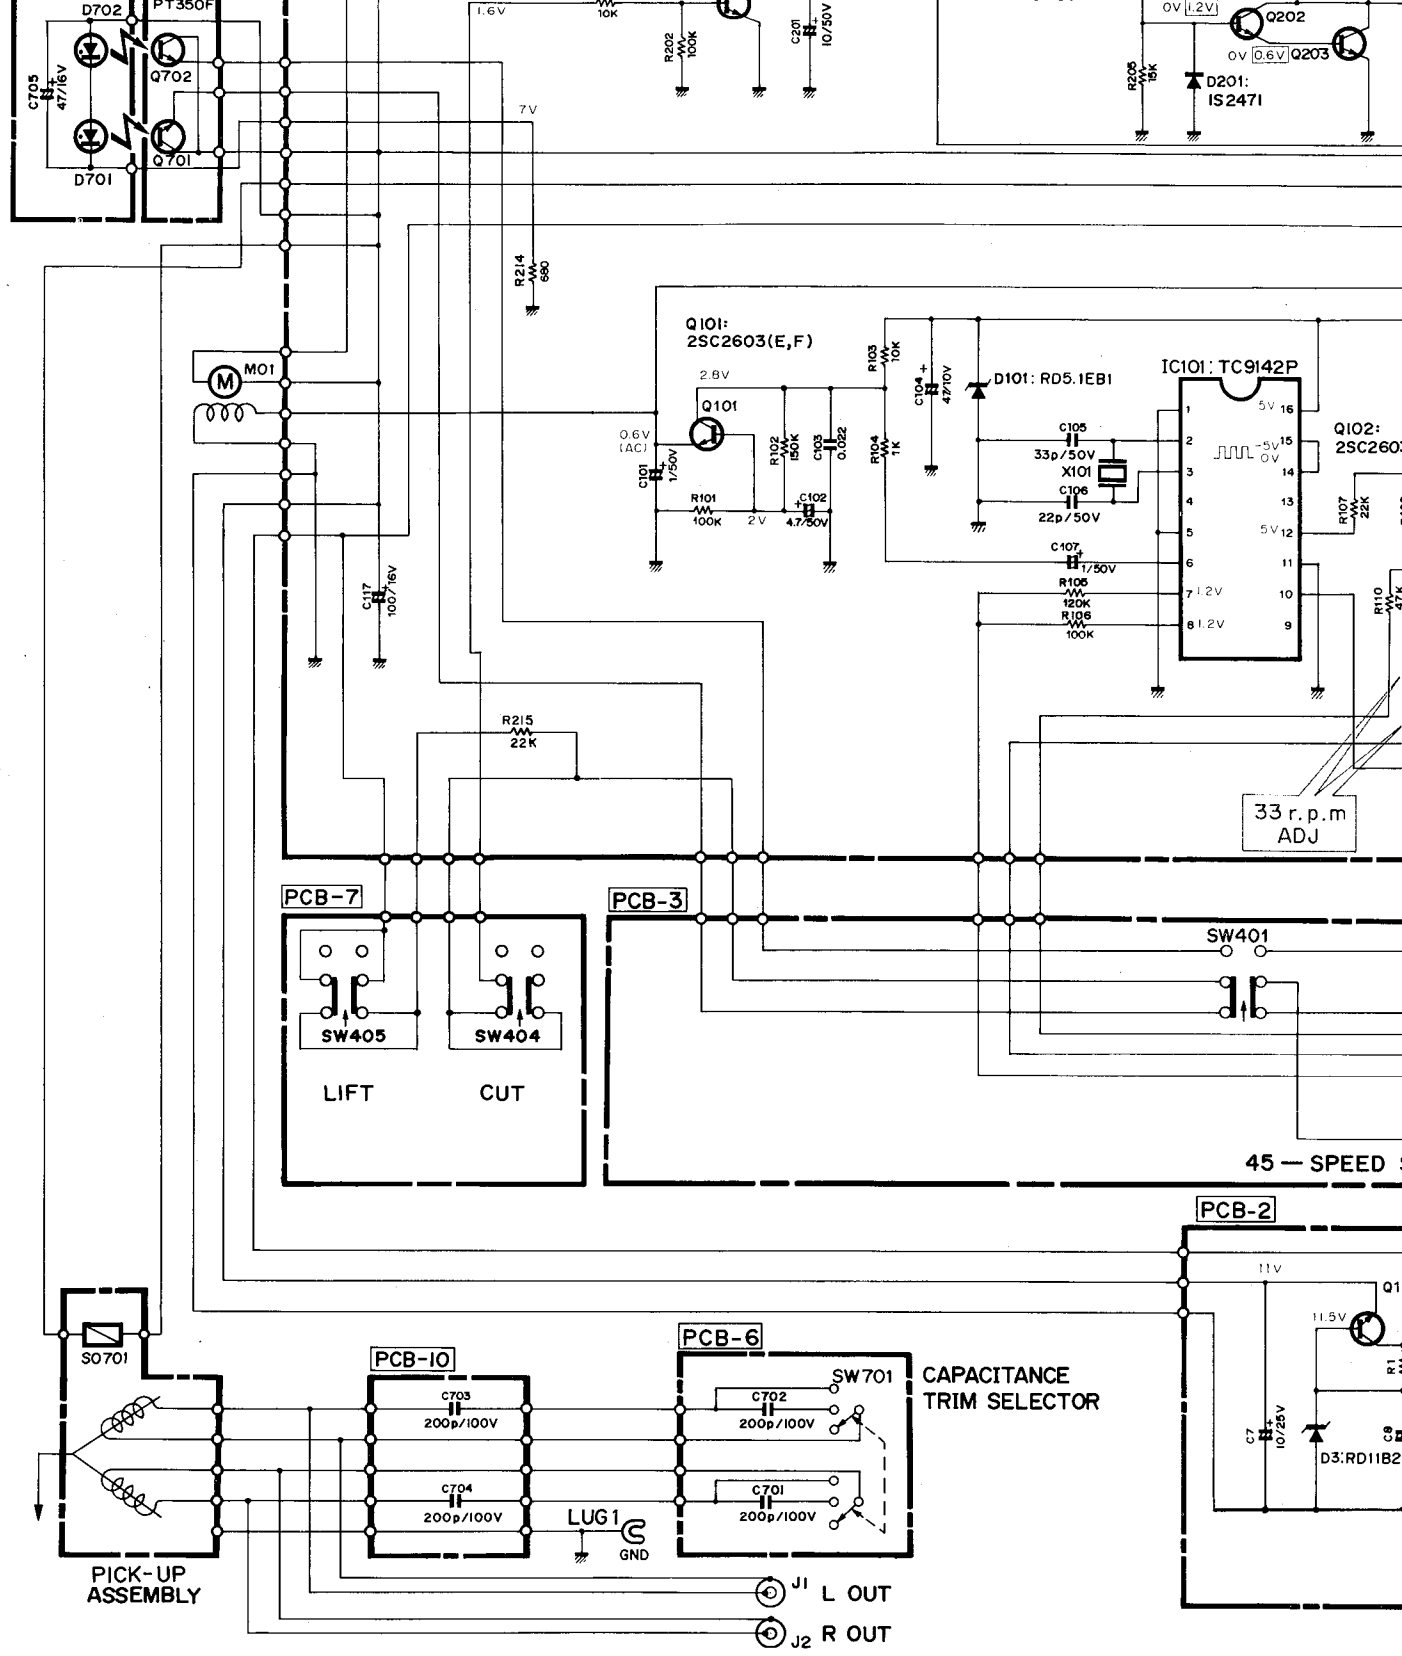 D702
PT350F
C705
47/16V
Q702
D701
Q701
1.6V
10K
R202
100K
C201
10/50V
0V 1.2V
Q202
0V 0.6V Q203
R205
15K
D201:
IS2471
7V
R214
680
M
M01
Q101:
2SC2603(E,F)
2.8V
Q101
0.6V
(AC)
C101
1/50V
R101
100K
2V
R102
150K
C103
0.022
C102
4.7/50V
R103
10K
R104
1K
C104
47/10V
D101: RD5.1EB1
C105
33p/50V
X101
C106
22p/50V
C107
1/50V
R105
120K
R106
100K
IC101: TC9142P
1
2
3
4
5
6
7 1.2V
8 1.2V
5V 16
15
14
13
5V 12
11
10
9
5V
0V
Q102:
2SC2603
R107
22K
R110
47K
C117
100/16V
R215
22K
33 r.p.m
ADJ
PCB-7
SW405
SW404
LIFT
CUT
PCB-3
SW401
45 — SPEED
PCB-2
11V
Q1
11.5V
R1
C7
10/25V
D3:RD11B2
C8
SO701
PICK-UP
ASSEMBLY
PCB-10
C703
200p/100V
C704
200p/100V
LUG1
GND
PCB-6
SW701
C702
200p/100V
C701
200p/100V
CAPACITANCE
TRIM SELECTOR
J1 L OUT
J2 R OUT